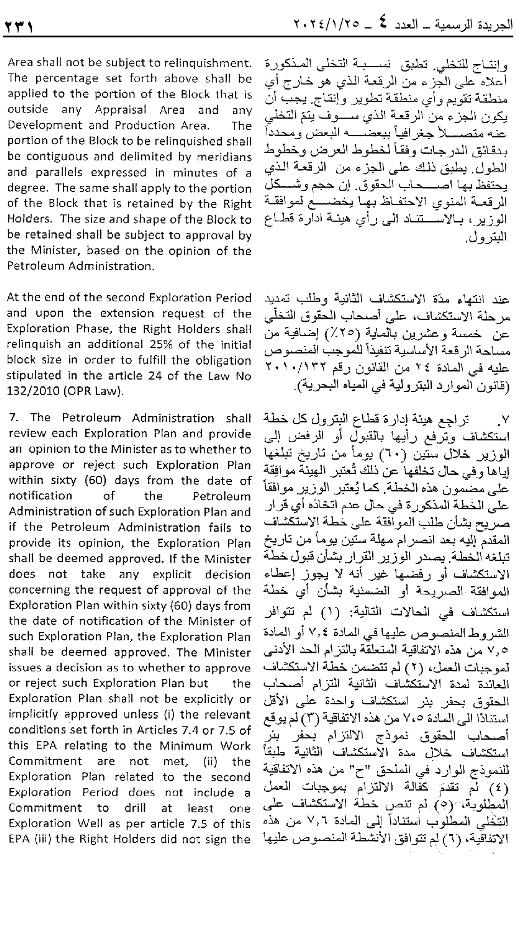 الجريدة الرسمية – العدد ٤ – ٢٠٢٤/١/٢٥
٢٣١
Area shall not be subject to relinquishment.
The percentage set forth above shall be
applied to the portion of the Block that is
outside any Appraisal Area and any
Development and Production Area. The
portion of the Block to be relinquished shall
be contiguous and delimited by meridians
and parallels expressed in minutes of a
degree. The same shall apply to the portion
of the Block that is retained by the Right
Holders. The size and shape of the Block to
be retained shall be subject to approval by
the Minister, based on the opinion of the
Petroleum Administration.
At the end of the second Exploration Period
and upon the extension request of the
Exploration Phase, the Right Holders shall
relinquish an additional 25% of the initial
block size in order to fulfill the obligation
stipulated in the article 24 of the Law No
132/2010 (OPR Law).
7. The Petroleum Administration shall
review each Exploration Plan and provide
an opinion to the Minister as to whether to
approve or reject such Exploration Plan
within sixty (60) days from the date of
notification of the Petroleum
Administration of such Exploration Plan and
if the Petroleum Administration fails to
provide its opinion, the Exploration Plan
shall be deemed approved. If the Minister
does not take any explicit decision
concerning the request of approval of the
Exploration Plan within sixty (60) days from
the date of notification of the Minister of
such Exploration Plan, the Exploration Plan
shall be deemed approved. The Minister
issues a decision as to whether to approve
or reject such Exploration Plan but the
Exploration Plan shall not be explicitly or
implicitly approved unless (i) the relevant
conditions set forth in Articles 7.4 or 7.5 of
this EPA relating to the Minimum Work
Commitment are not met, (ii) the
Exploration Plan related to the second
Exploration Period does not include a
Commitment to drill at least one
Exploration Well as per article 7.5 of this
EPA (iii) the Right Holders did not sign the
وإنتاج للتخلي. تطبق نسبة التخلي المذكورة
أعلاه على الجزء من الرقعة الذي هو خارج أي
منطقة تقويم وأي منطقة تطوير وإنتاج. يجب أن
يكون الجزء من الرقعة الذي سوف يتم التخلي
عنه متصلاً جغرافياً ببعضه البعض ومحدداً
بدقائق الدرجات وفقاً لخطوط العرض وخطوط
الطول. يطبق ذلك على الجزء من الرقعة الذي
يحتفظ بها اصحاب الحقوق. إن حجم وشكل
الرقعة المنوي الاحتفاظ بها يخضع لموافقة
الوزير، بالاستناد الى رأي هيئة ادارة قطاع
البترول.
عند انتهاء مدة الاستكشاف الثانية وطلب تمديد
مرحلة الاستكشاف، على أصحاب الحقوق التخلّي
عن خمسة وعشرين بالماية (٢٥٪) إضافية من
مساحة الرقعة الأساسية تنفيذاً للموجب المنصوص
عليه في المادة ٢٤ من القانون رقم ٢٠١٠/١٣٢
(قانون الموارد البترولية في المياه البحرية).
٧. تراجع هيئة إدارة قطاع البترول كل خطة
استكشاف وترفع رأيها بالقبول أو الرفض إلى
الوزير خلال ستين (٦٠) يوماً من تاريخ تبلغها
إياها وفي حال تخلفها عن ذلك تُعتبر الهيئة موافقة
على مضمون هذه الخطة. كما يُعتبر الوزير موافقاً
على الخطة المذكورة في حال عدم اتخاذه أي قرار
صريح بشأن طلب الموافقة على خطة الاستكشاف
المقدم إليه بعد انصرام مهلة ستين يوماً من تاريخ
تبلغه الخطة. يصدر الوزير القرار بشأن قبول خطة
الاستكشاف أو رفضها غير أنه لا يجوز إعطاء
الموافقة الصريحة أو الضمنية بشأن أي خطة
استكشاف في الحالات التالية: (١) لم تتوافر
الشروط المنصوص عليها في المادة ٧,٤ أو المادة
٧,٥ من هذه الاتفاقية المتعلقة بالتزام الحد الأدنى
لموجبات العمل، (٢) لم تتضمن خطة الاستكشاف
العائدة لمدة الاستكشاف الثانية التزام أصحاب
الحقوق بحفر بئر استكشاف واحدة على الأقل
استنادًا الى المادة ٧،٥ من هذه الاتفاقية (٣) لم يوقع
أصحاب الحقوق نموذج الالتزام بحفر بئر
استكشاف خلال مدة الاستكشاف الثانية طبقاً
للنموذج الوارد في الملحق "ح" من هذه الاتفاقية
(٤) لم تقدم كفالة الالتزام بموجبات العمل
المطلوبة، (٥) لم تنص خطة الاستكشاف على
التخلي المطلوب استناداً إلى المادة ٧,٦ من هذه
الاتفاقية، (٦) لم تتوافق الأنشطة المنصوص عليها